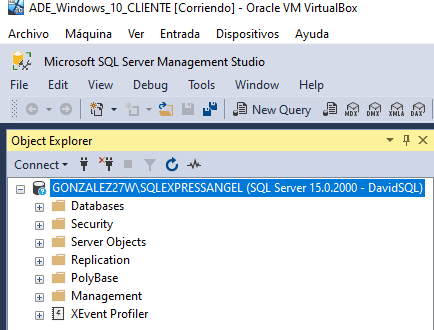 ADE_Windows_10_CLIENTE [Corriendo] - Oracle VM VirtualBox
Archivo Máquina Ver Entrada Dispositivos Ayuda
Microsoft SQL Server Management Studio
File Edit View Debug Tools Window Help
New Query MDX DMX XMLA DAX
Object Explorer
Connect
GONZALEZ27W\SQLEXPRESSANGEL (SQL Server 15.0.2000 - DavidSQL)
Databases
Security
Server Objects
Replication
PolyBase
Management
XEvent Profiler